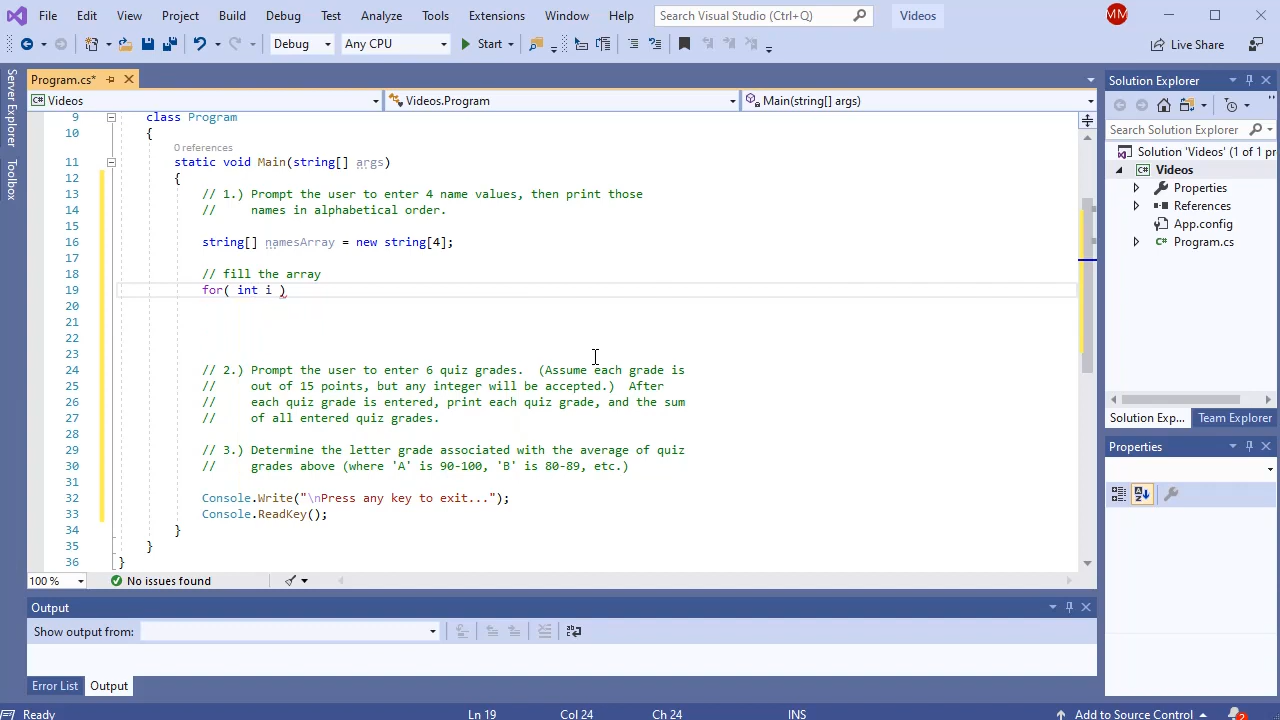 File Edit View Project Build Debug Test Analyze Tools Extensions Window Help Search Visual Studio (Ctrl+Q) Videos MM
Debug Any CPU Start Live Share
Server Explorer
Toolbox
Program.cs*
Videos Videos.Program Main(string[] args)
9 class Program
10 {
0 references
11 static void Main(string[] args)
12 {
13 // 1.) Prompt the user to enter 4 name values, then print those
14 // names in alphabetical order.
15
16 string[] namesArray = new string[4];
17
18 // fill the array
19 for( int i )
20
21
22
23
24 // 2.) Prompt the user to enter 6 quiz grades. (Assume each grade is
25 // out of 15 points, but any integer will be accepted.) After
26 // each quiz grade is entered, print each quiz grade, and the sum
27 // of all entered quiz grades.
28
29 // 3.) Determine the letter grade associated with the average of quiz
30 // grades above (where 'A' is 90-100, 'B' is 80-89, etc.)
31
32 Console.Write("\nPress any key to exit...");
33 Console.ReadKey();
34 }
35 }
36 }
100 % No issues found
Output
Show output from:
Error List Output
Ready Ln 19 Col 24 Ch 24 INS Add to Source Control 2
Solution Explorer
Search Solution Explorer
Solution 'Videos' (1 of 1 pr
Videos
Properties
References
App.config
Program.cs
Solution Exp... Team Explorer
Properties